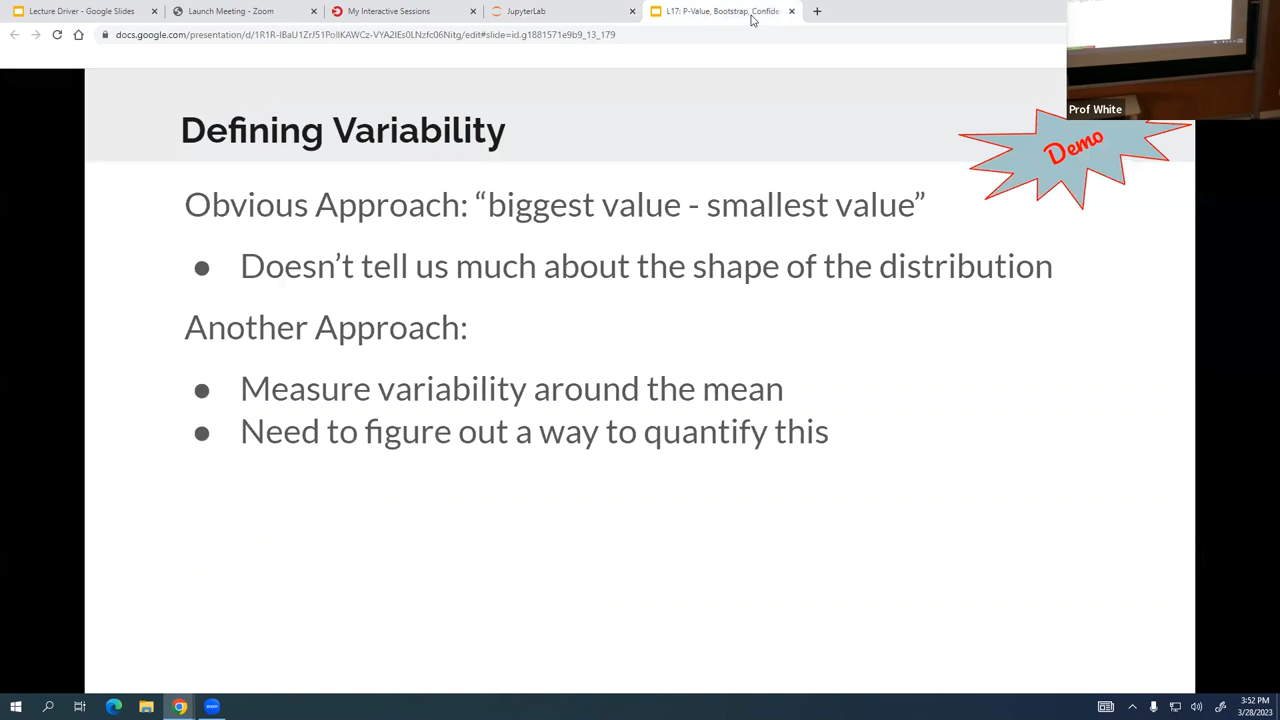 Lecture Driver - Google Slides
Launch Meeting - Zoom
My Interactive Sessions
JupyterLab
L17: P-Value, Bootstrap, Confide
Prof White
Defining Variability
Demo
Obvious Approach: “biggest value - smallest value”
● Doesn’t tell us much about the shape of the distribution
Another Approach:
● Measure variability around the mean
● Need to figure out a way to quantify this
3:52 PM
3/28/2023